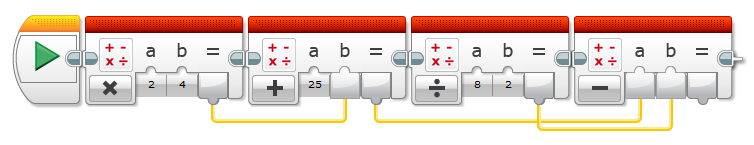 + - a b = + - a b = + - a b = + - a b =
x ÷ x ÷ x ÷ x ÷
× 2 4 + 25 ÷ 8 2 −